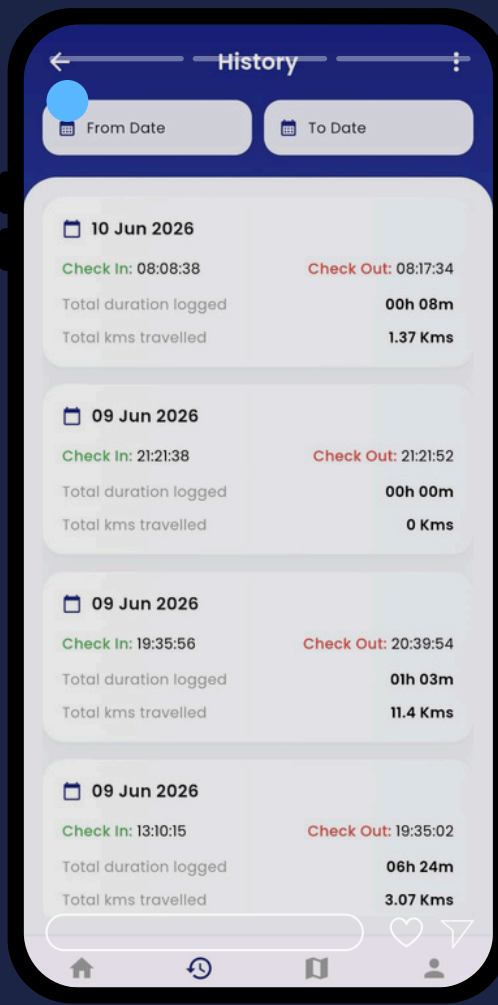 History
From Date To Date
10 Jun 2026
Check In: 08:08:38 Check Out: 08:17:34
Total duration logged 00h 08m
Total kms travelled 1.37 Kms
09 Jun 2026
Check In: 21:21:38 Check Out: 21:21:52
Total duration logged 00h 00m
Total kms travelled 0 Kms
09 Jun 2026
Check In: 19:35:56 Check Out: 20:39:54
Total duration logged 01h 03m
Total kms travelled 11.4 Kms
09 Jun 2026
Check In: 13:10:15 Check Out: 19:35:02
Total duration logged 06h 24m
Total kms travelled 3.07 Kms